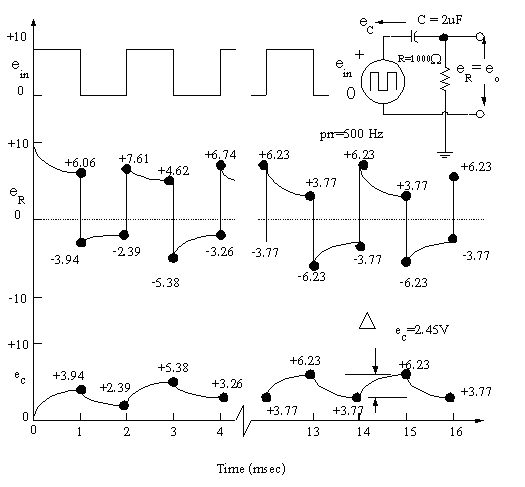 +10
e_in
0
e_C
C = 2uF
+
e_in
0
R=1000Ω
e_R = e_o
prr=500 Hz
+10
+6.06
+7.61
+4.62
+6.74
+6.23
+3.77
+6.23
+3.77
+6.23
e_R
0
-3.94
-2.39
-5.38
-3.26
-3.77
-6.23
-3.77
-6.23
-3.77
-10
+10
Δ
e_c=2.45V
e_c
+3.94
+2.39
+5.38
+3.26
+6.23
+6.23
+3.77
+3.77
+3.77
0
0 1 2 3 4 13 14 15 16
Time (msec)